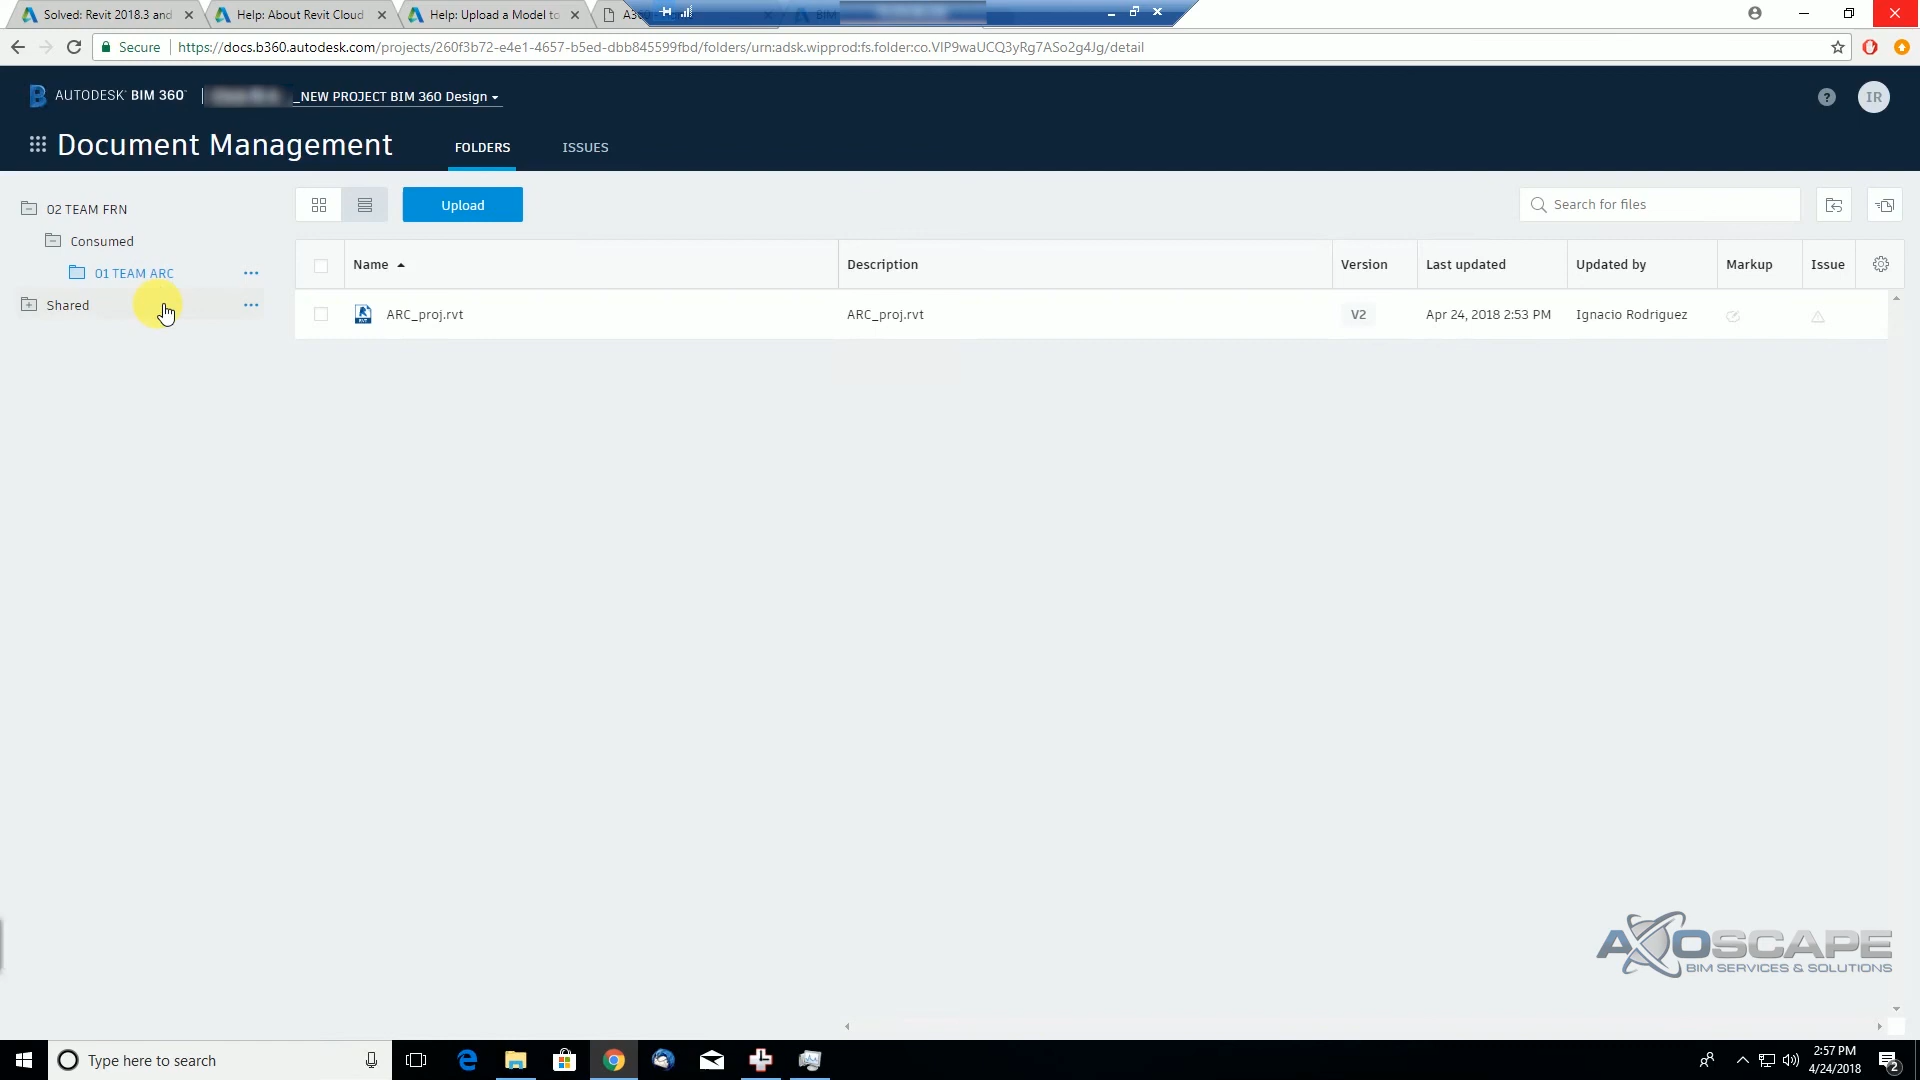 Solved: Revit 2018.3 and
Help: About Revit Cloud
Help: Upload a Model to
Secure
https://docs.b360.autodesk.com/projects/260f3b72-e4e1-4657-b5ed-dbb845599fbd/folders/urn:adsk.wipprod:fs.folder:co.VlP9waUCQ3yRg7ASo2g4Jg/detail
AUTODESK® BIM 360™
_NEW PROJECT BIM 360 Design
?
IR
Document Management
FOLDERS
ISSUES
02 TEAM FRN
Consumed
01 TEAM ARC
Shared
Upload
Search for files
Name
Description
Version
Last updated
Updated by
Markup
Issue
ARC_proj.rvt
ARC_proj.rvt
V2
Apr 24, 2018 2:53 PM
Ignacio Rodriguez
AXOSCAPE
BIM SERVICES & SOLUTIONS
Type here to search
2:57 PM
4/24/2018
2